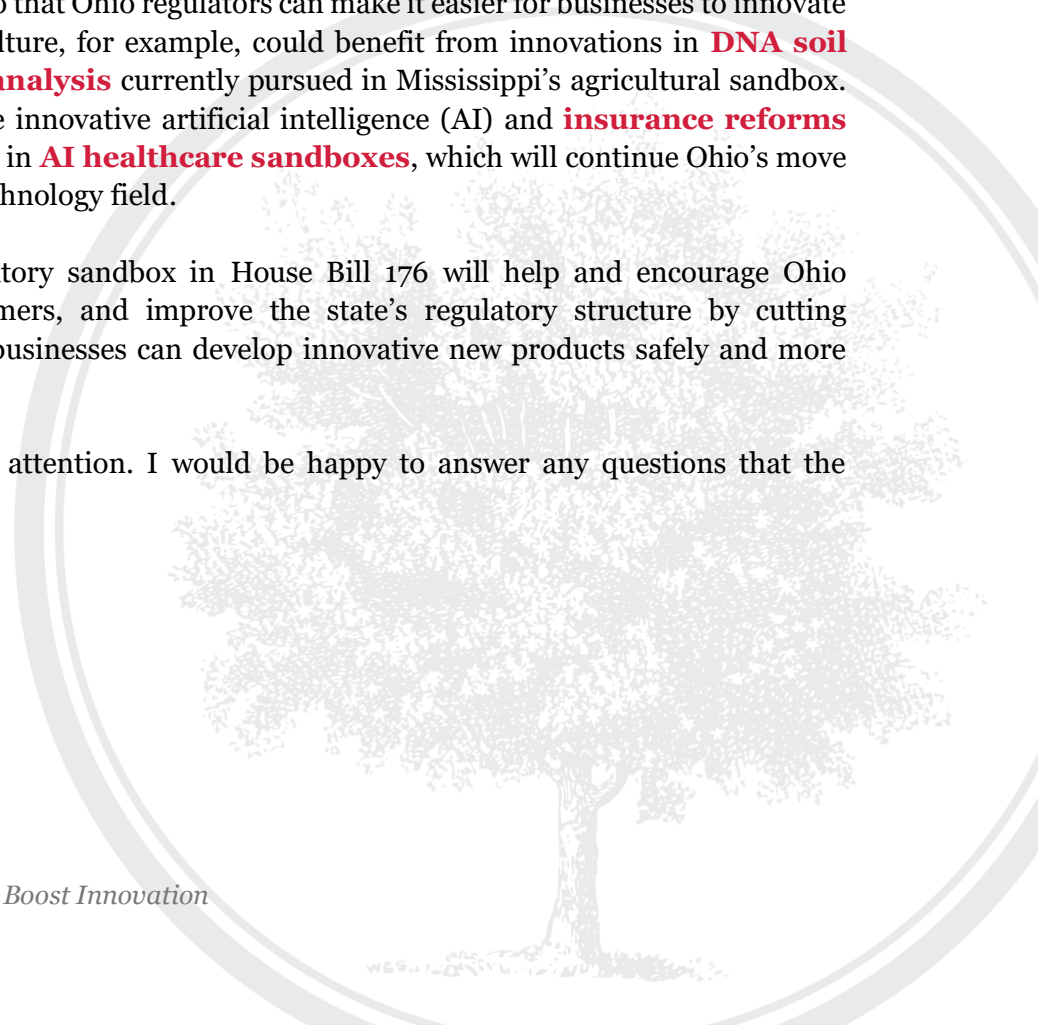 that Ohio regulators can make it easier for businesses to innovate
lture, for example, could benefit from innovations in DNA soil
analysis currently pursued in Mississippi’s agricultural sandbox.
e innovative artificial intelligence (AI) and insurance reforms
in AI healthcare sandboxes, which will continue Ohio’s move
hnology field.
tory sandbox in House Bill 176 will help and encourage Ohio
mers, and improve the state’s regulatory structure by cutting
businesses can develop innovative new products safely and more
attention. I would be happy to answer any questions that the
Boost Innovation